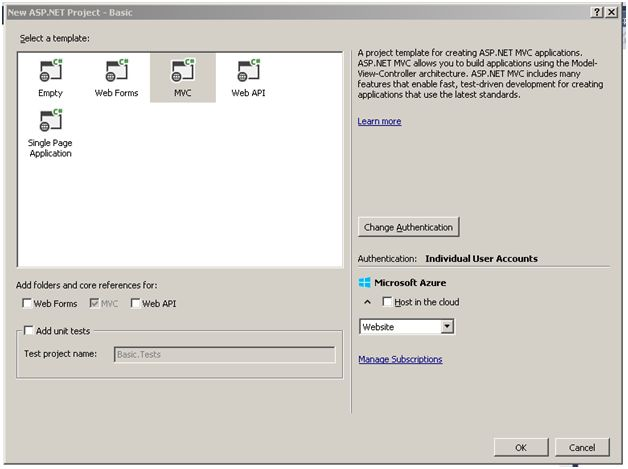 New ASP.NET Project - Basic
Select a template:
Empty
Web Forms
MVC
Web API
Single Page
Application
A project template for creating ASP.NET MVC applications.
ASP.NET MVC allows you to build applications using the Model-
View-Controller architecture. ASP.NET MVC includes many
features that enable fast, test-driven development for creating
applications that use the latest standards.
Learn more
Change Authentication
Authentication: Individual User Accounts
Microsoft Azure
Host in the cloud
Website
Manage Subscriptions
Add folders and core references for:
Web Forms
MVC
Web API
Add unit tests
Test project name:
Basic.Tests
OK
Cancel